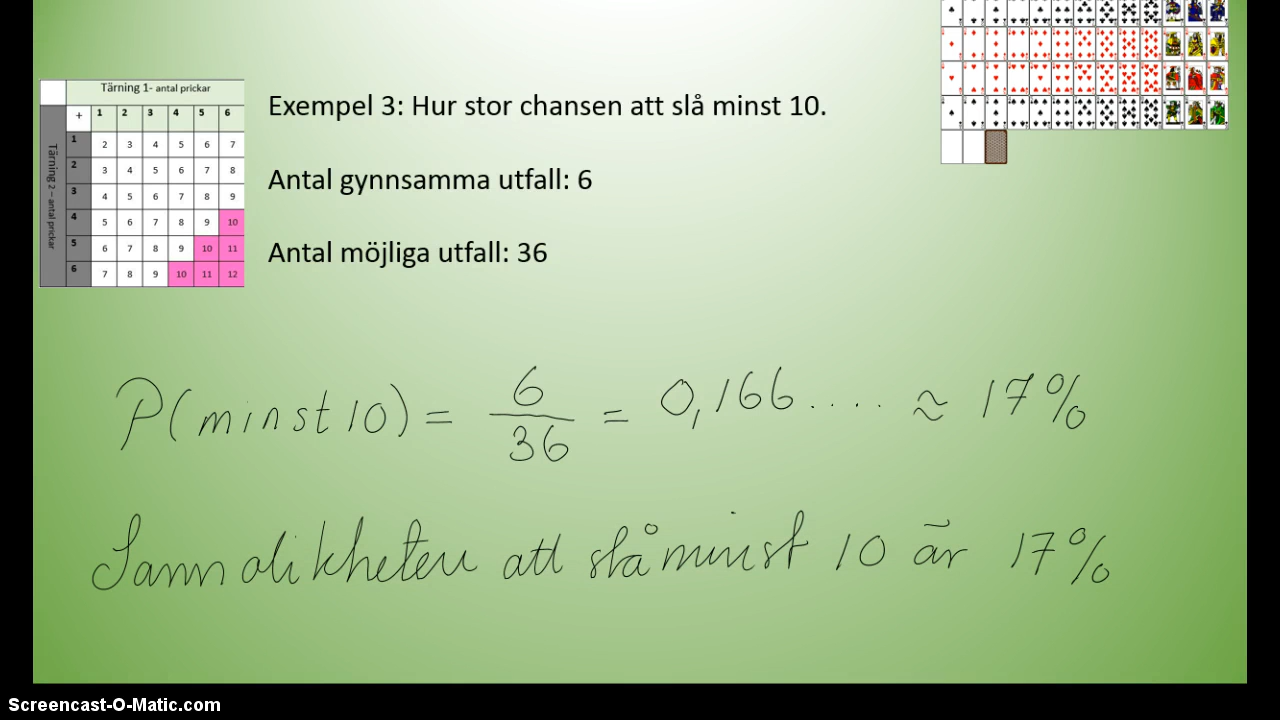 Tärning 1- antal prickar
Tärning 2 – antal prickar
+ 1 2 3 4 5 6
1 2 3 4 5 6 7
2 3 4 5 6 7 8
3 4 5 6 7 8 9
4 5 6 7 8 9 10
5 6 7 8 9 10 11
6 7 8 9 10 11 12
Exempel 3: Hur stor chansen att slå minst 10.
Antal gynnsamma utfall: 6
Antal möjliga utfall: 36
P(minst 10) = 6/36 = 0,166.... ≈ 17%
Sannolikheten att slå minst 10 är 17%
Screencast-O-Matic.com